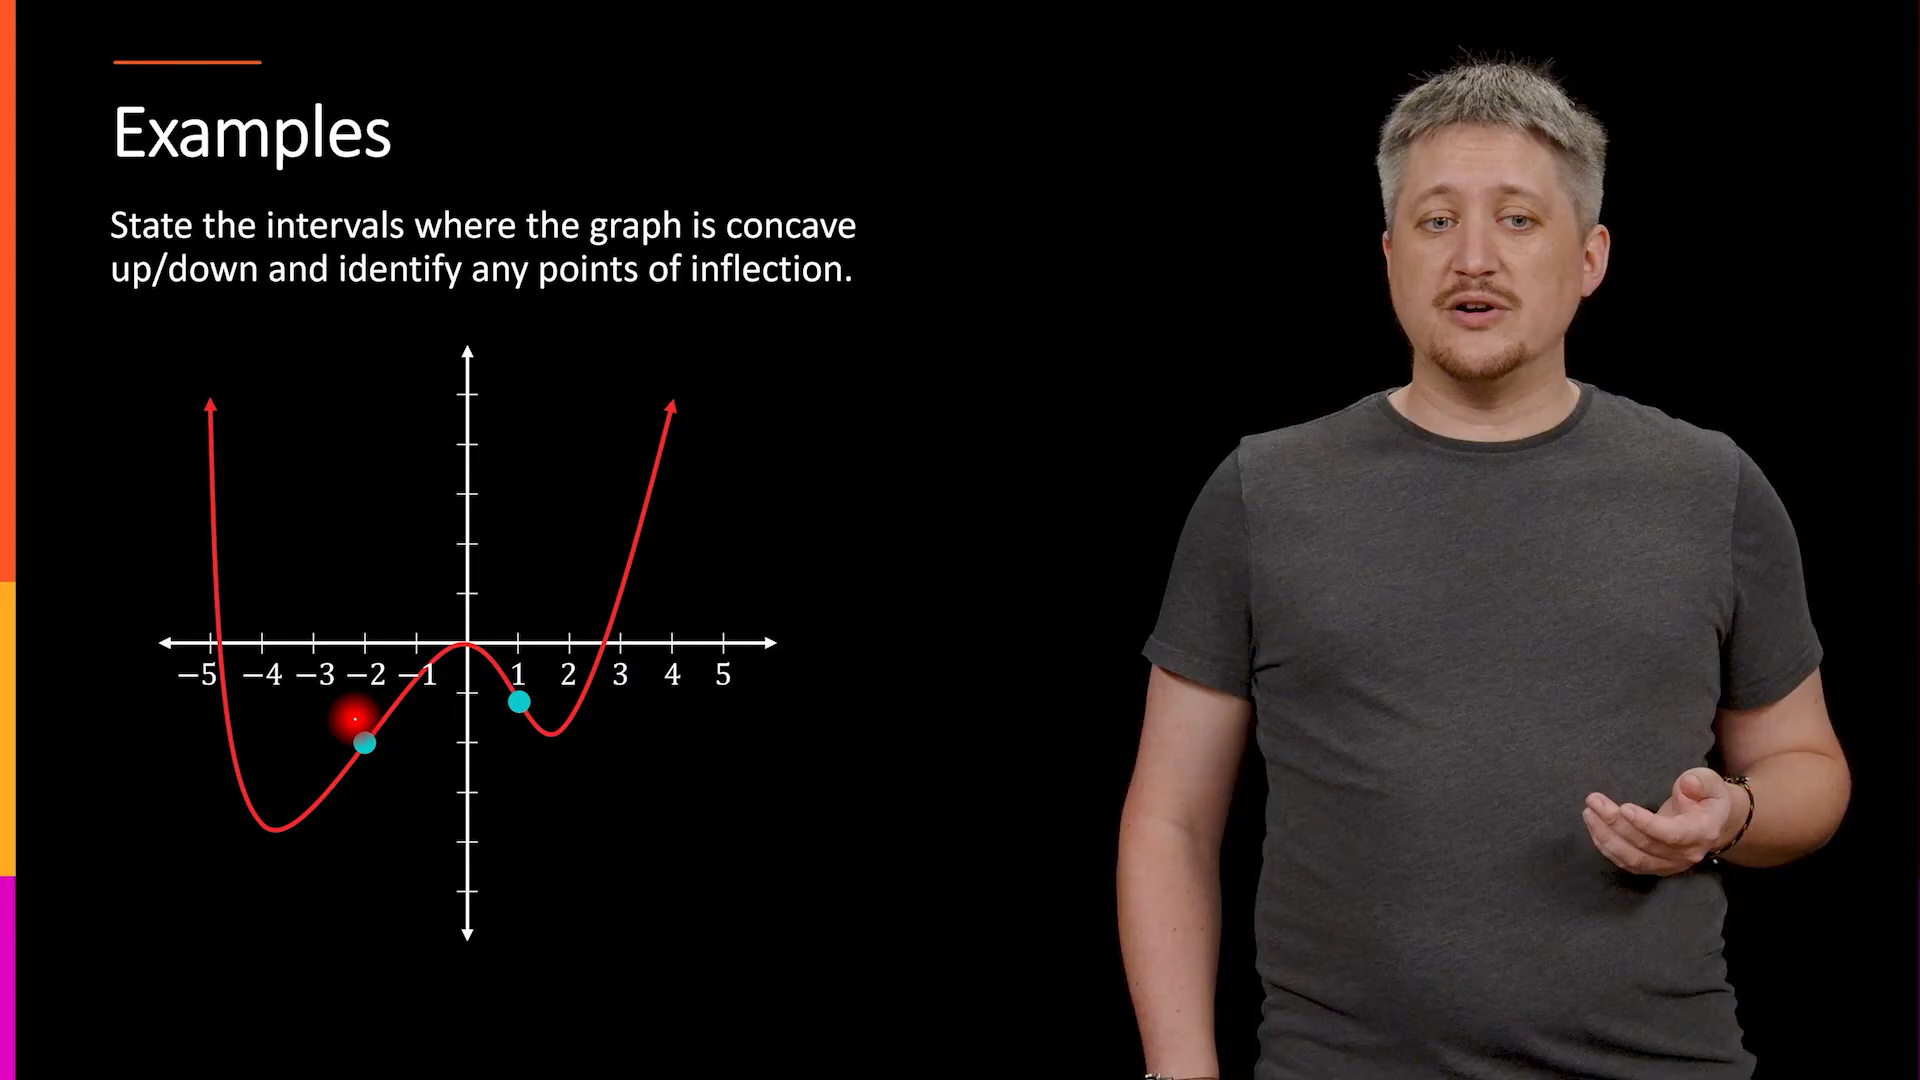 Examples
State the intervals where the graph is concave
up/down and identify any points of inflection.
−5 −4 −3 −2 −1 1 2 3 4 5